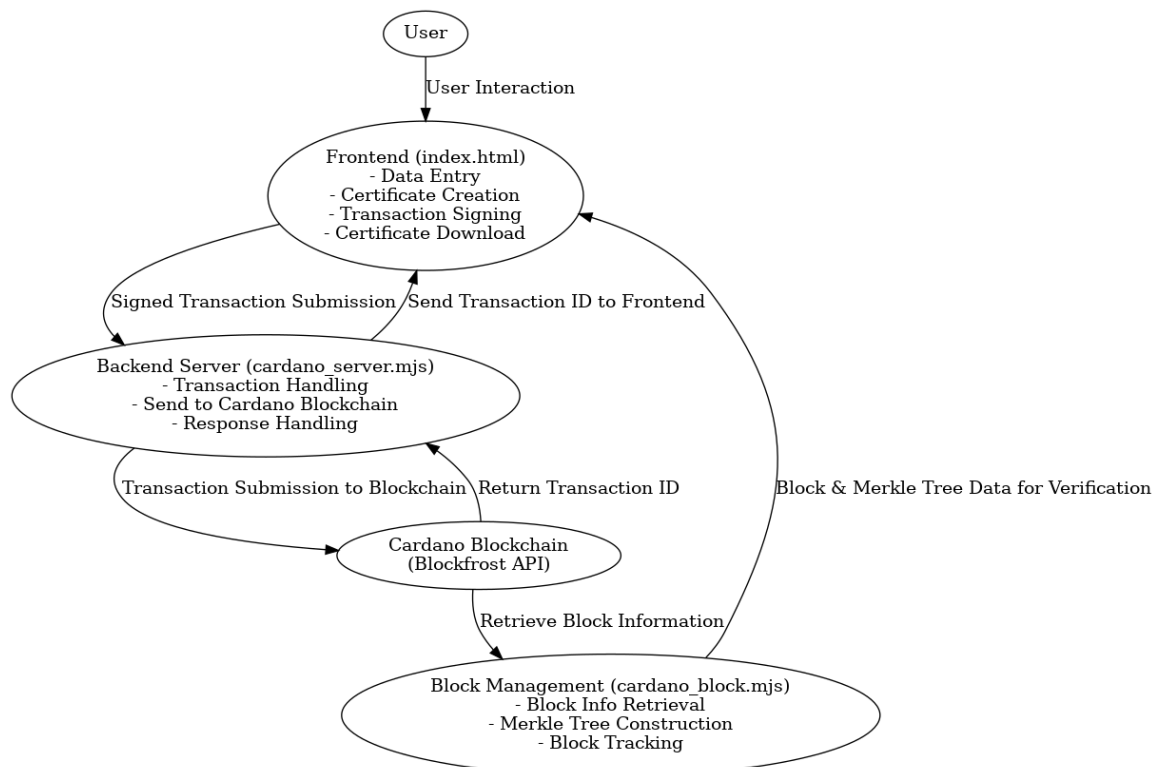 User
User Interaction
Frontend (index.html)
- Data Entry
- Certificate Creation
- Transaction Signing
- Certificate Download
Signed Transaction Submission
Send Transaction ID to Frontend
Backend Server (cardano_server.mjs)
- Transaction Handling
- Send to Cardano Blockchain
- Response Handling
Transaction Submission to Blockchain
Return Transaction ID
Block & Merkle Tree Data for Verification
Cardano Blockchain
(Blockfrost API)
Retrieve Block Information
Block Management (cardano_block.mjs)
- Block Info Retrieval
- Merkle Tree Construction
- Block Tracking